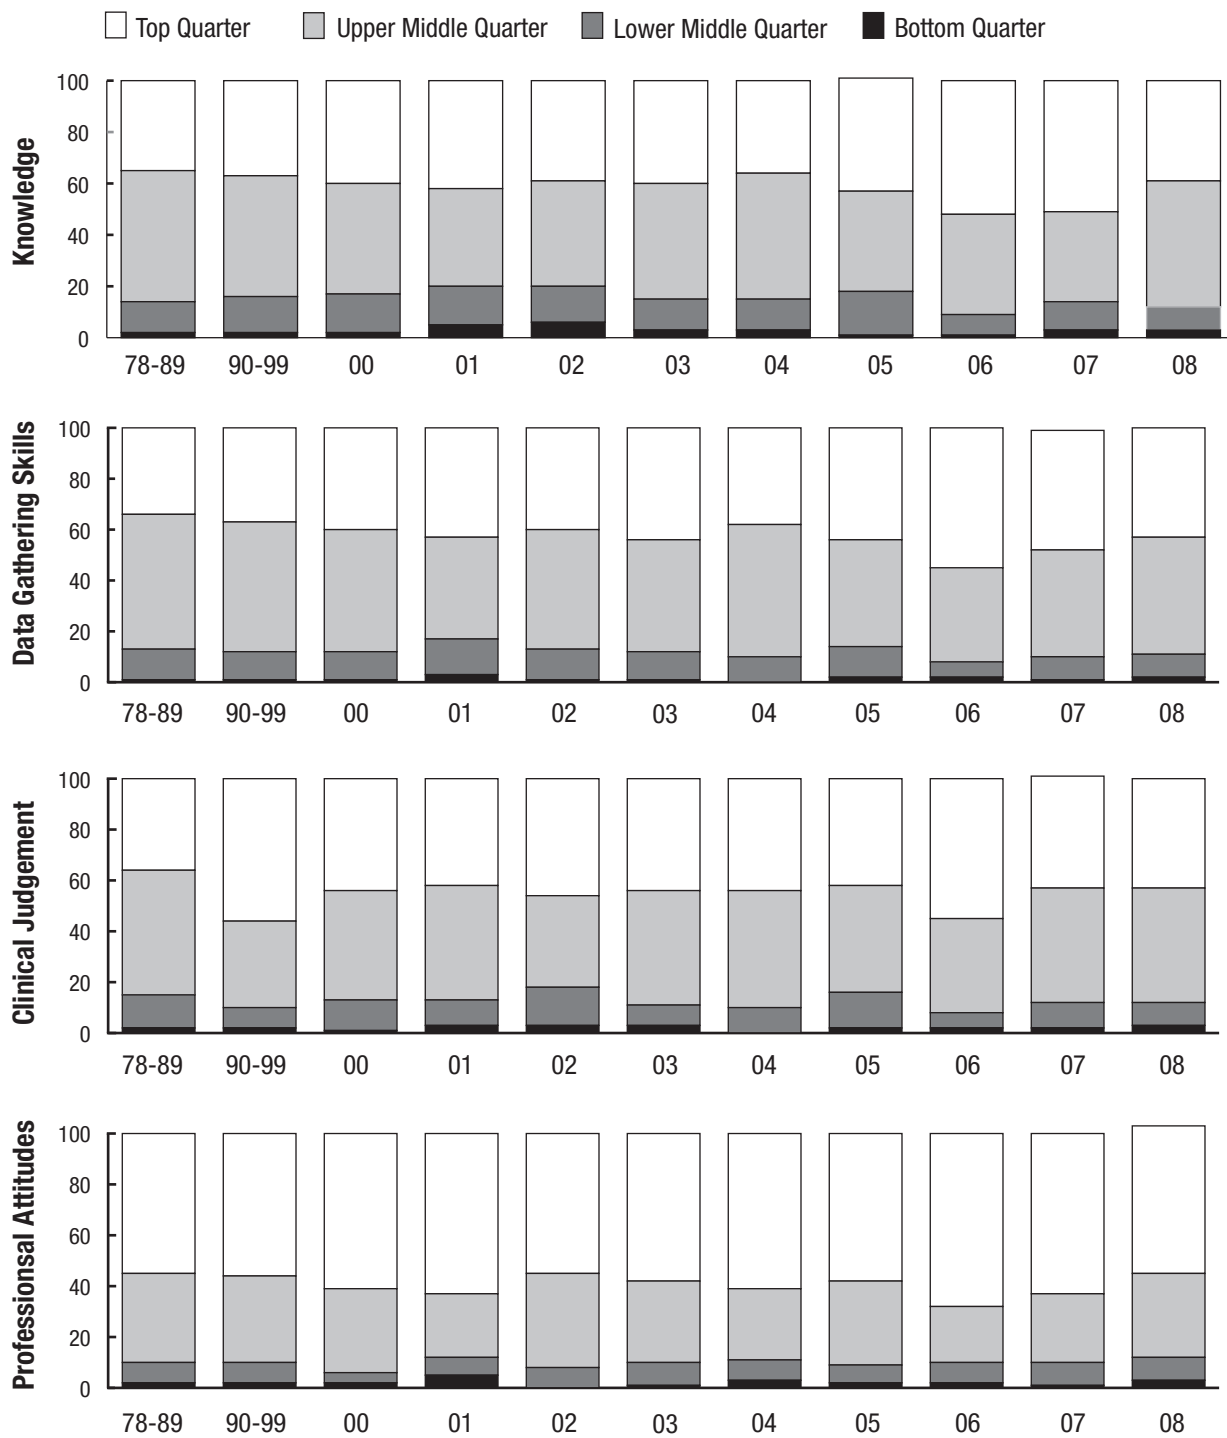 Top Quarter Upper Middle Quarter Lower Middle Quarter Bottom Quarter
Knowledge
100
80
60
40
20
0
78-89 90-99 00 01 02 03 04 05 06 07 08
Data Gathering Skills
100
80
60
40
20
0
78-89 90-99 00 01 02 03 04 05 06 07 08
Clinical Judgement
100
80
60
40
20
0
78-89 90-99 00 01 02 03 04 05 06 07 08
Professionsal Attitudes
100
80
60
40
20
0
78-89 90-99 00 01 02 03 04 05 06 07 08